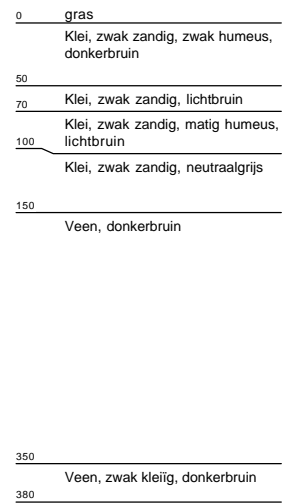 0 gras
Klei, zwak zandig, zwak humeus,
donkerbruin
50
70 Klei, zwak zandig, lichtbruin
Klei, zwak zandig, matig humeus,
100 lichtbruin
Klei, zwak zandig, neutraalgrijs
150
Veen, donkerbruin
350
Veen, zwak kleiïg, donkerbruin
380